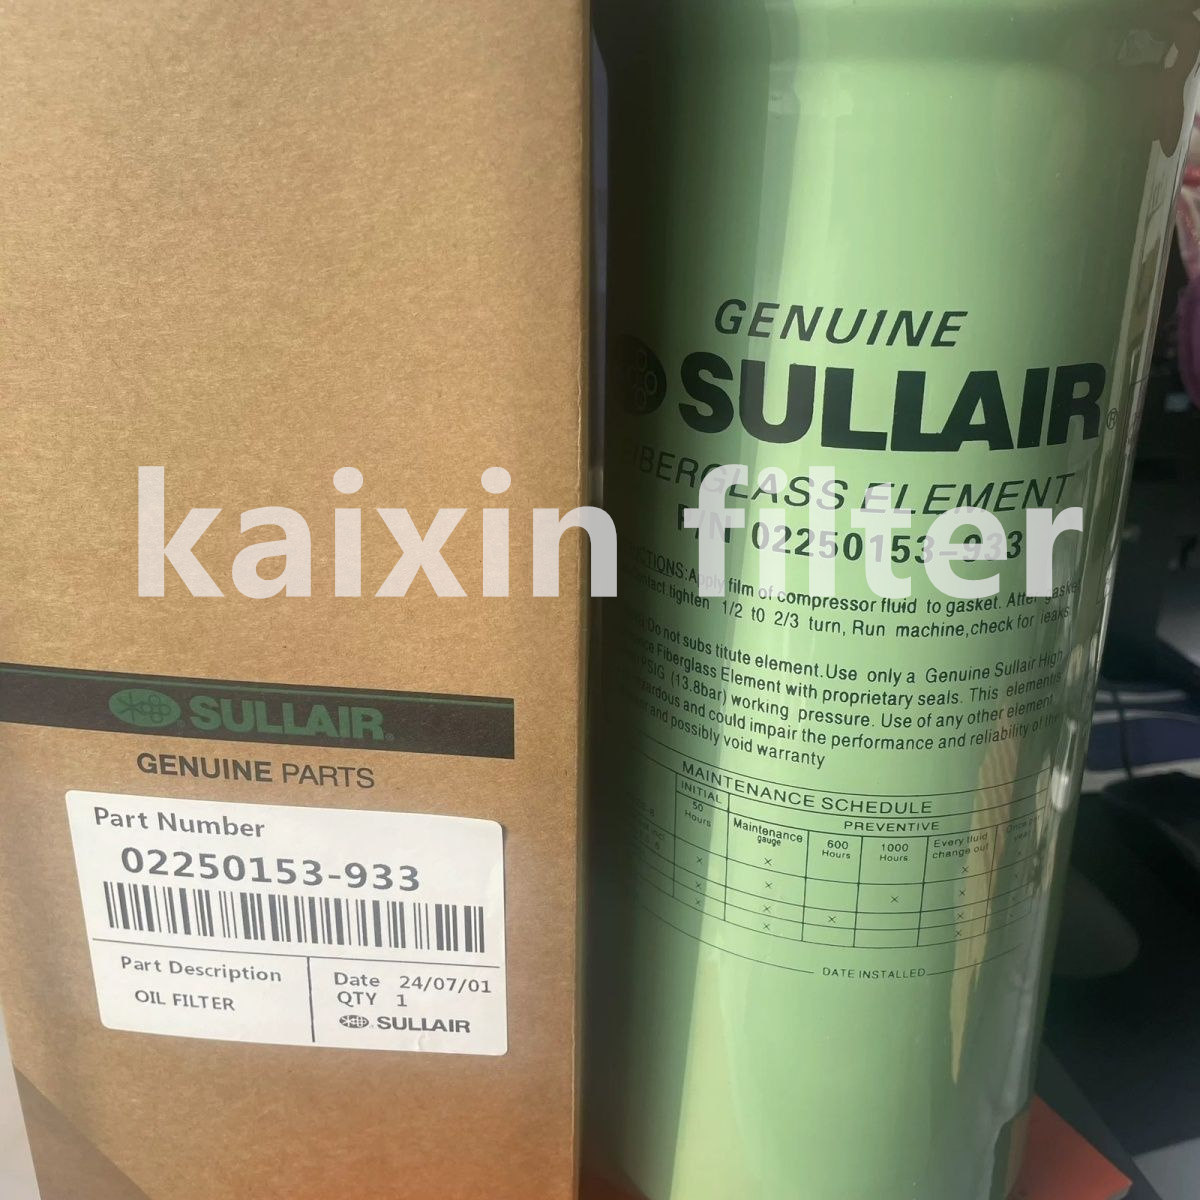 SULLAIR
GENUINE PARTS
Part Number
02250153-933
Part Description
OIL FILTER
Date 24/07/01
QTY 1
SULLAIR
kaixin filter
GENUINE
SULLAIR®
ELEMENT
P/N 02250153-933
Apply film of compressor fluid to gasket. After
tighten 1/2 to 2/3 turn, Run machine,check for leaks
Do not subs titute element.Use only a Genuine Sullair High
Fiberglass Element with proprietary seals. This element is
PSIG (13.8bar) working pressure. Use of any other element
and could impair the performance and reliability of the
and possibly void warranty
MAINTENANCE SCHEDULE
INITIAL PREVENTIVE
50 Hours Maintenance gauge 600 Hours 1000 Hours Every fluid change out
DATE INSTALLED